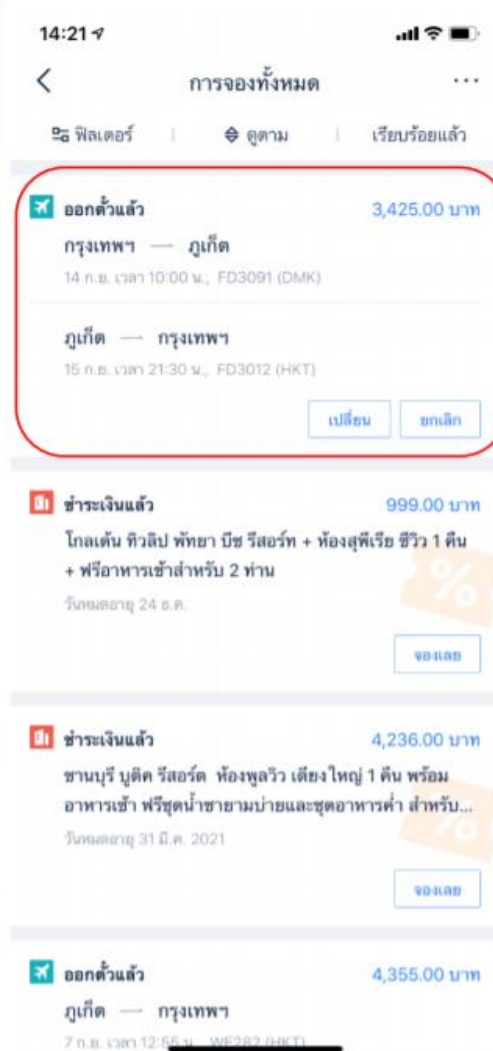 14:21
การจองทั้งหมด
ฟิลเตอร์ ดูตาม เรียบร้อยแล้ว
ออกตั๋วแล้ว 3,425.00 บาท
กรุงเทพฯ — ภูเก็ต
14 ก.ย. เวลา 10:00 น., FD3091 (DMK)
ภูเก็ต — กรุงเทพฯ
15 ก.ย. เวลา 21:30 น., FD3012 (HKT)
เปลี่ยน ยกเลิก
ชำระเงินแล้ว 999.00 บาท
โกลเด้น ทิวลิป พัทยา บีช รีสอร์ท + ห้องสุพีเรีย ซีวิว 1 คืน
+ ฟรีอาหารเช้าสำหรับ 2 ท่าน
วันหมดอายุ 24 ธ.ค.
จองเลย
ชำระเงินแล้ว 4,236.00 บาท
ชานบุรี บูติค รีสอร์ต ห้องพูลวิว เตียงใหญ่ 1 คืน พร้อม
อาหารเช้า ฟรีชุดน้ำชายามบ่ายและชุดอาหารค่ำ สำหรับ...
วันหมดอายุ 31 มี.ค. 2021
จองเลย
ออกตั๋วแล้ว 4,355.00 บาท
ภูเก็ต — กรุงเทพฯ
7 ก.ย. เวลา 12:55 น., WE282 (HKT)